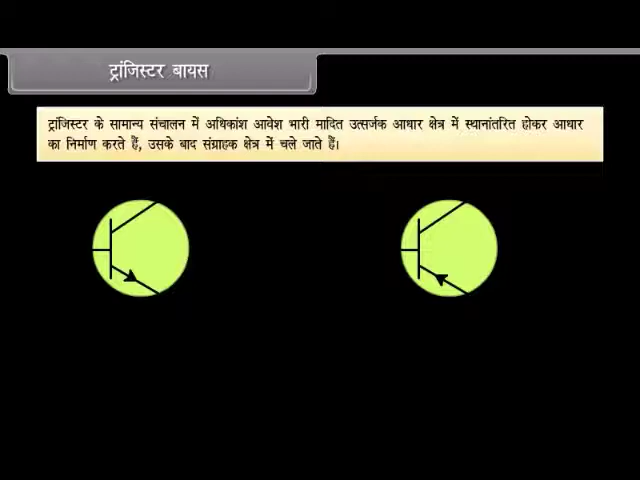 ट्रांजिस्टर बायस
ट्रांजिस्टर के सामान्य संचालन में अधिकांश आवेश भारी मादित उत्सर्जक आधार क्षेत्र में स्थानांतरित होकर आधार
का निर्माण करते हैं, उसके बाद संग्राहक क्षेत्र में चले जाते हैं।